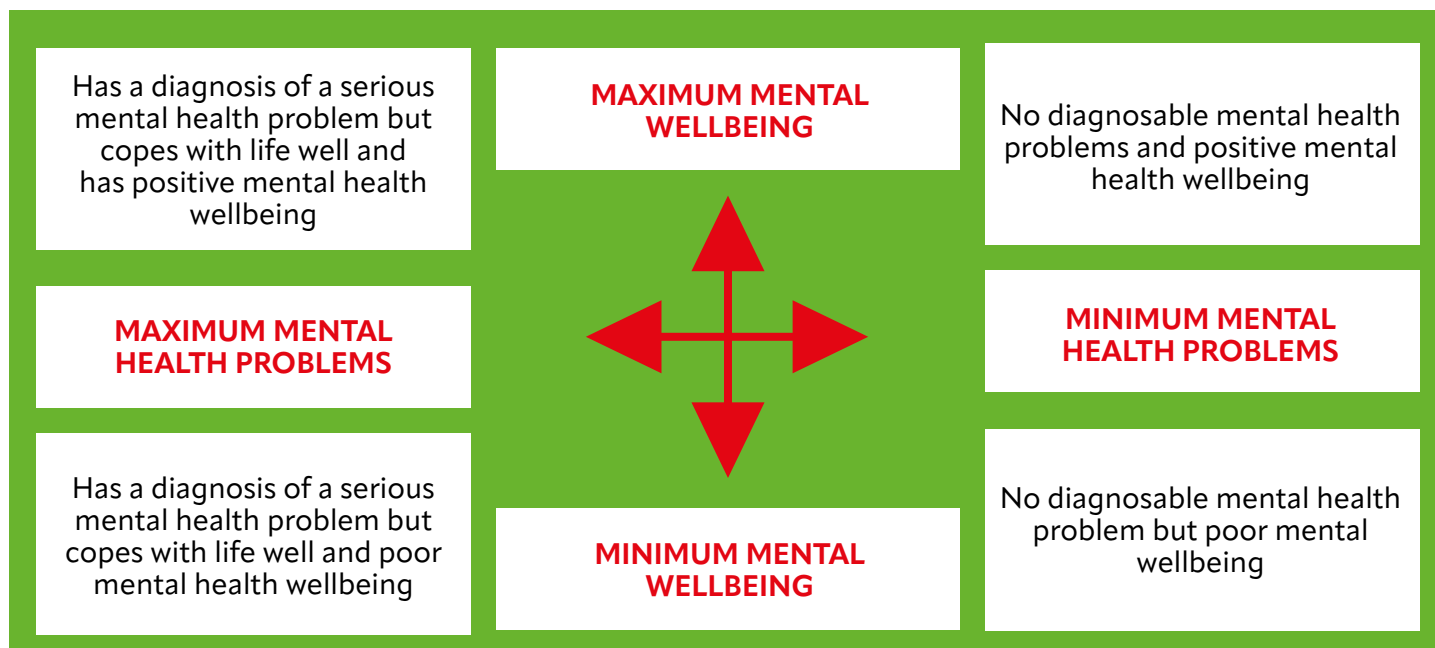 Has a diagnosis of a serious
mental health problem but
copes with life well and
has positive mental health
wellbeing
MAXIMUM MENTAL
WELLBEING
No diagnosable mental health
problems and positive mental
health wellbeing
MAXIMUM MENTAL
HEALTH PROBLEMS
MINIMUM MENTAL
HEALTH PROBLEMS
Has a diagnosis of a serious
mental health problem but
copes with life well and poor
mental health wellbeing
MINIMUM MENTAL
WELLBEING
No diagnosable mental health
problem but poor mental
wellbeing